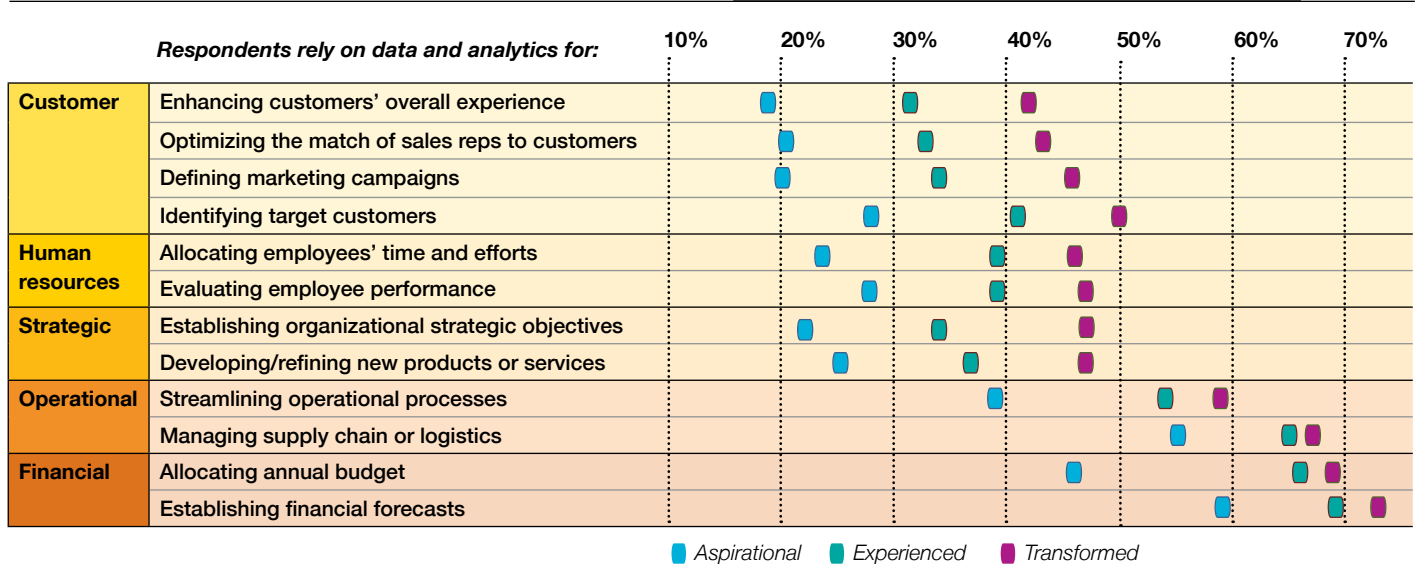 Respondents rely on data and analytics for: 10% 20% 30% 40% 50% 60% 70%
Customer Enhancing customers’ overall experience
Optimizing the match of sales reps to customers
Defining marketing campaigns
Identifying target customers
Human resources Allocating employees’ time and efforts
Evaluating employee performance
Strategic Establishing organizational strategic objectives
Developing/refining new products or services
Operational Streamlining operational processes
Managing supply chain or logistics
Financial Allocating annual budget
Establishing financial forecasts
Aspirational Experienced Transformed